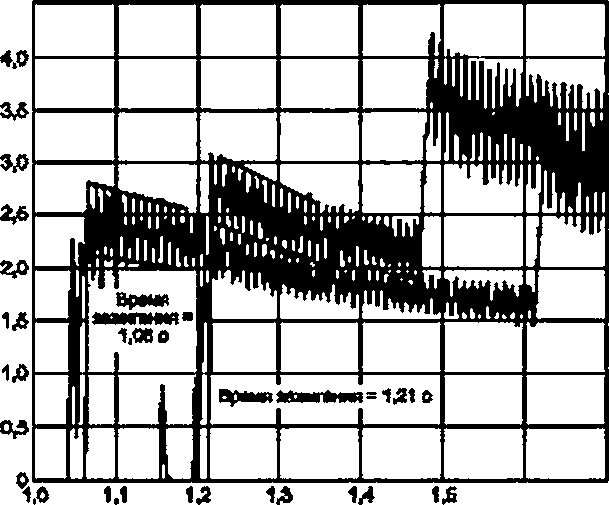 4,0
3,5
3,0
2,5
2,0
Время
зажигания =
1,06 с
1,5
1,0
Время зажигания = 1,21 с
0,5
0
1,0 1,1 1,2 1,3 1,4 1,5